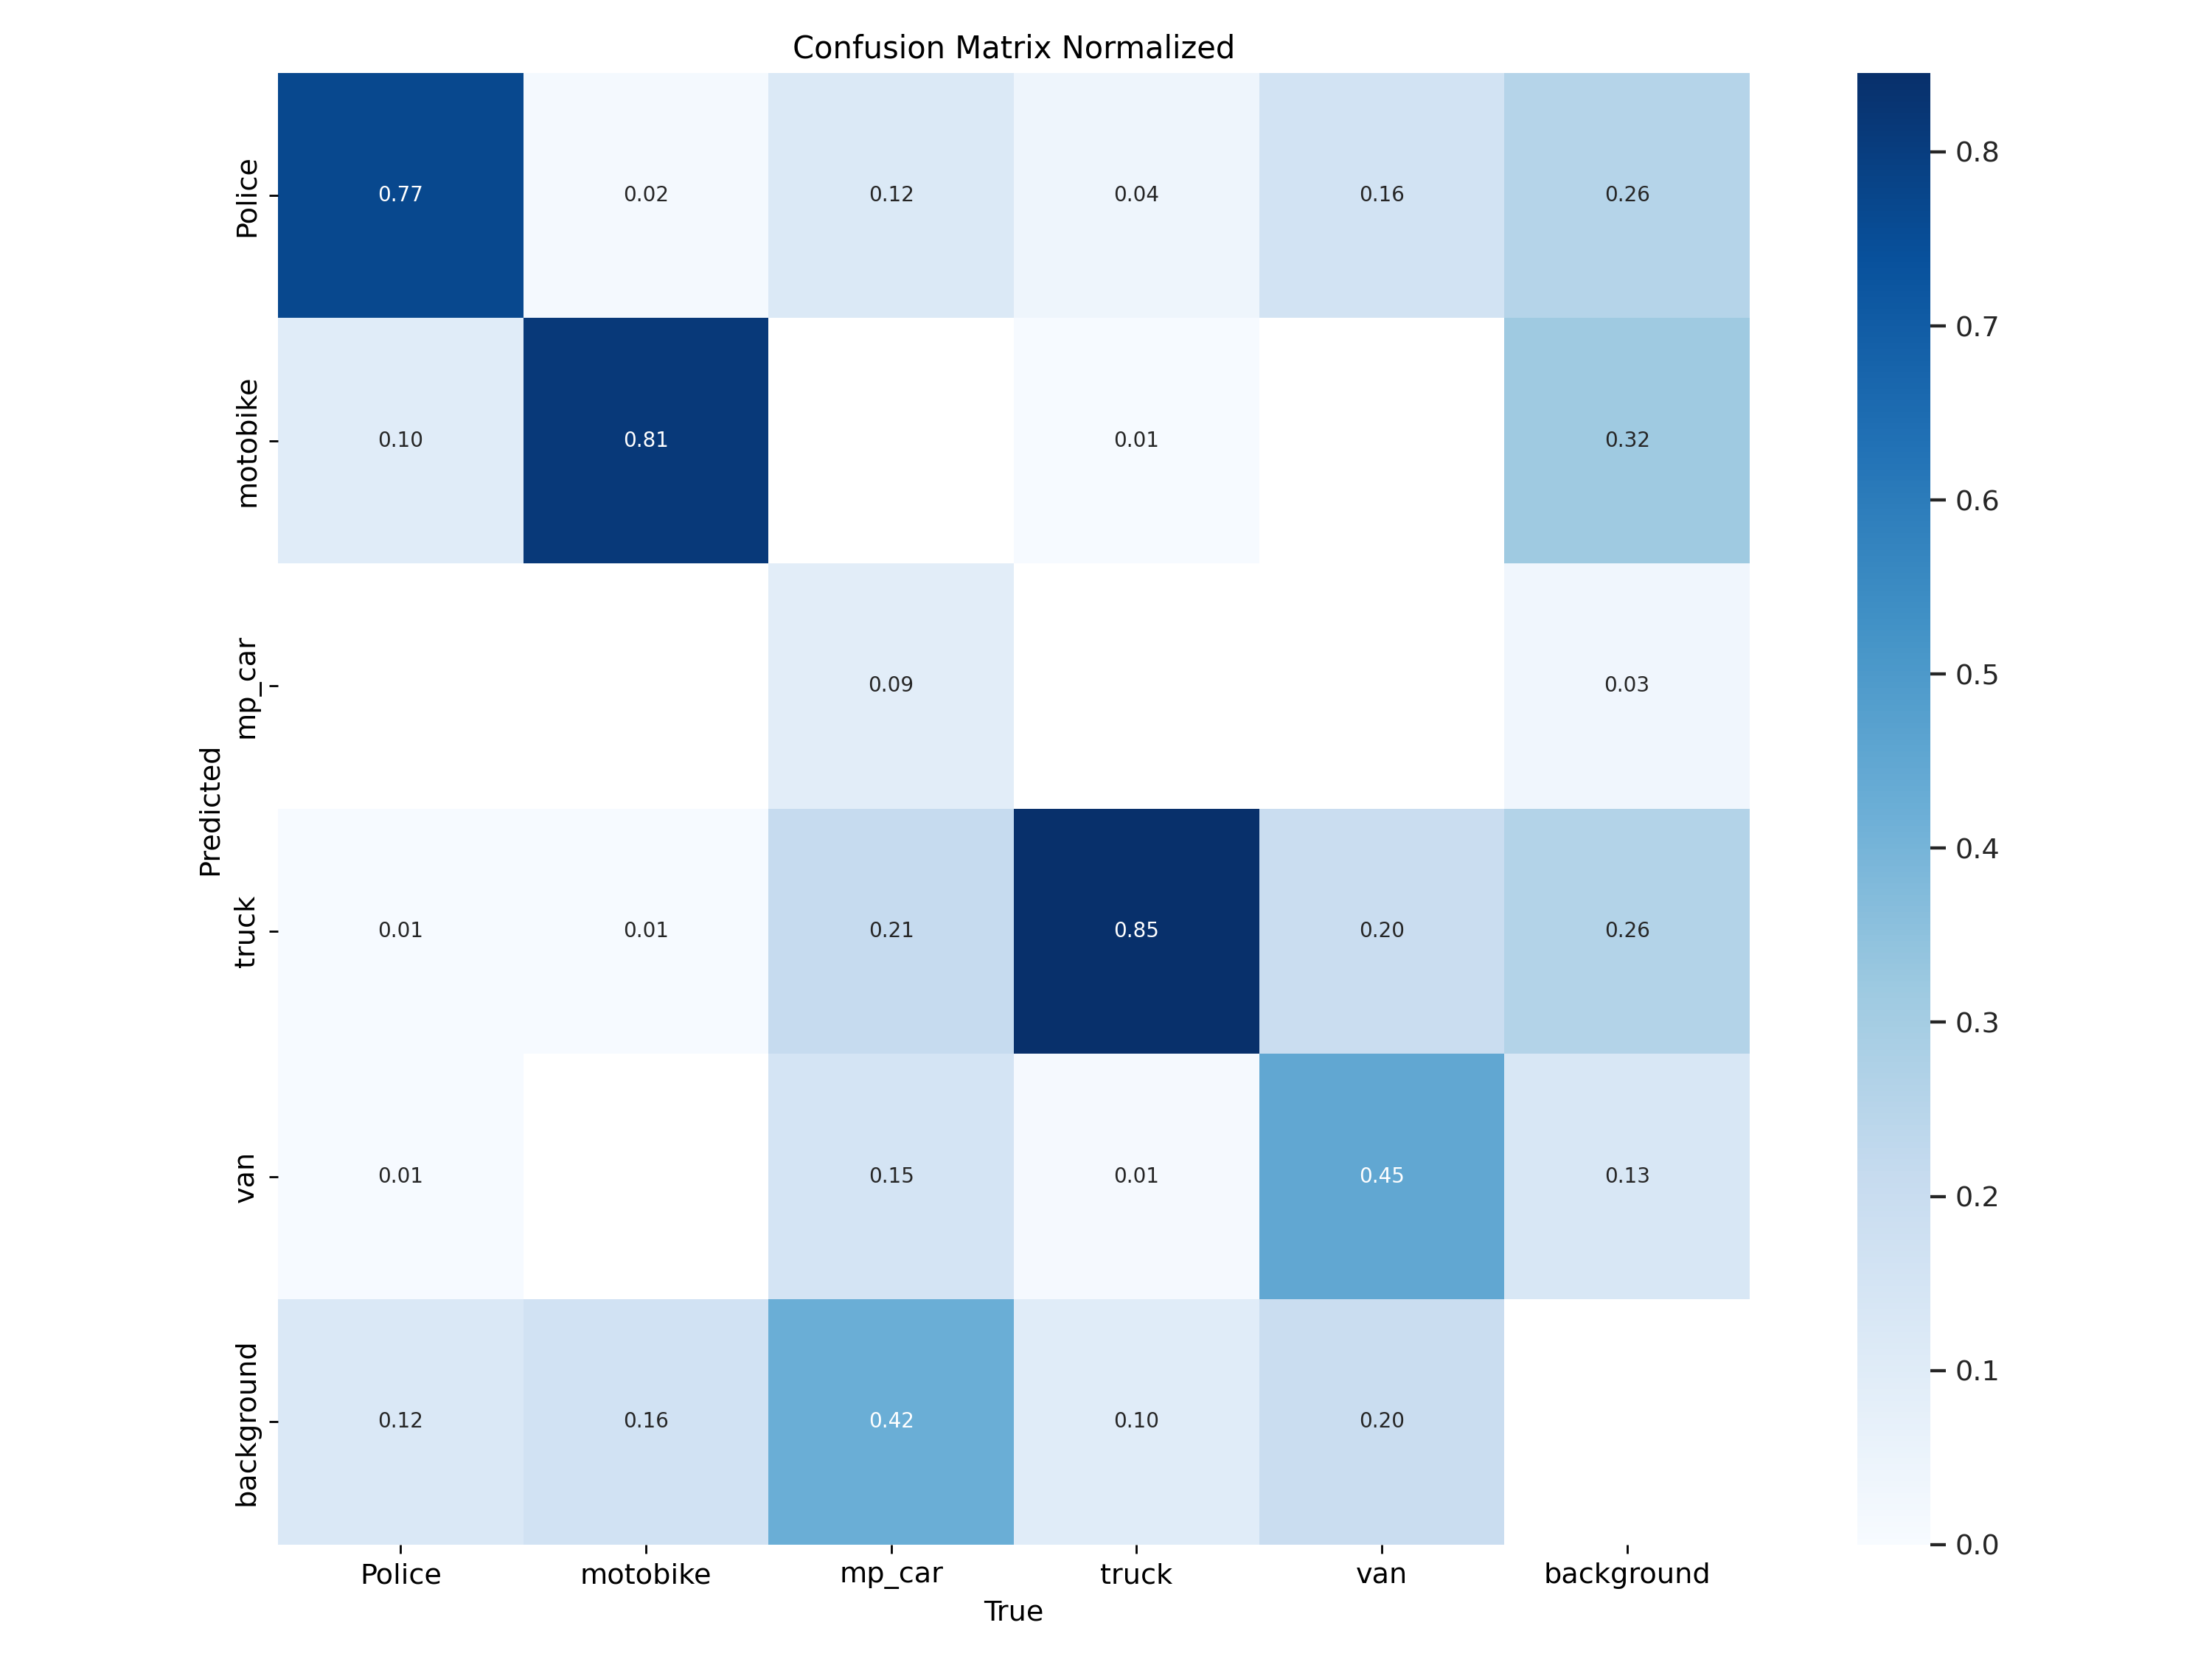 Confusion Matrix Normalized
Police
0.77
0.02
0.12
0.04
0.16
0.26
motobike
0.10
0.81
0.01
0.32
mp_car
0.09
0.03
truck
0.01
0.01
0.21
0.85
0.20
0.26
van
0.01
0.15
0.01
0.45
0.13
background
0.12
0.16
0.42
0.10
0.20
Predicted
Police
motobike
mp_car
truck
van
background
True
0.8
0.7
0.6
0.5
0.4
0.3
0.2
0.1
0.0